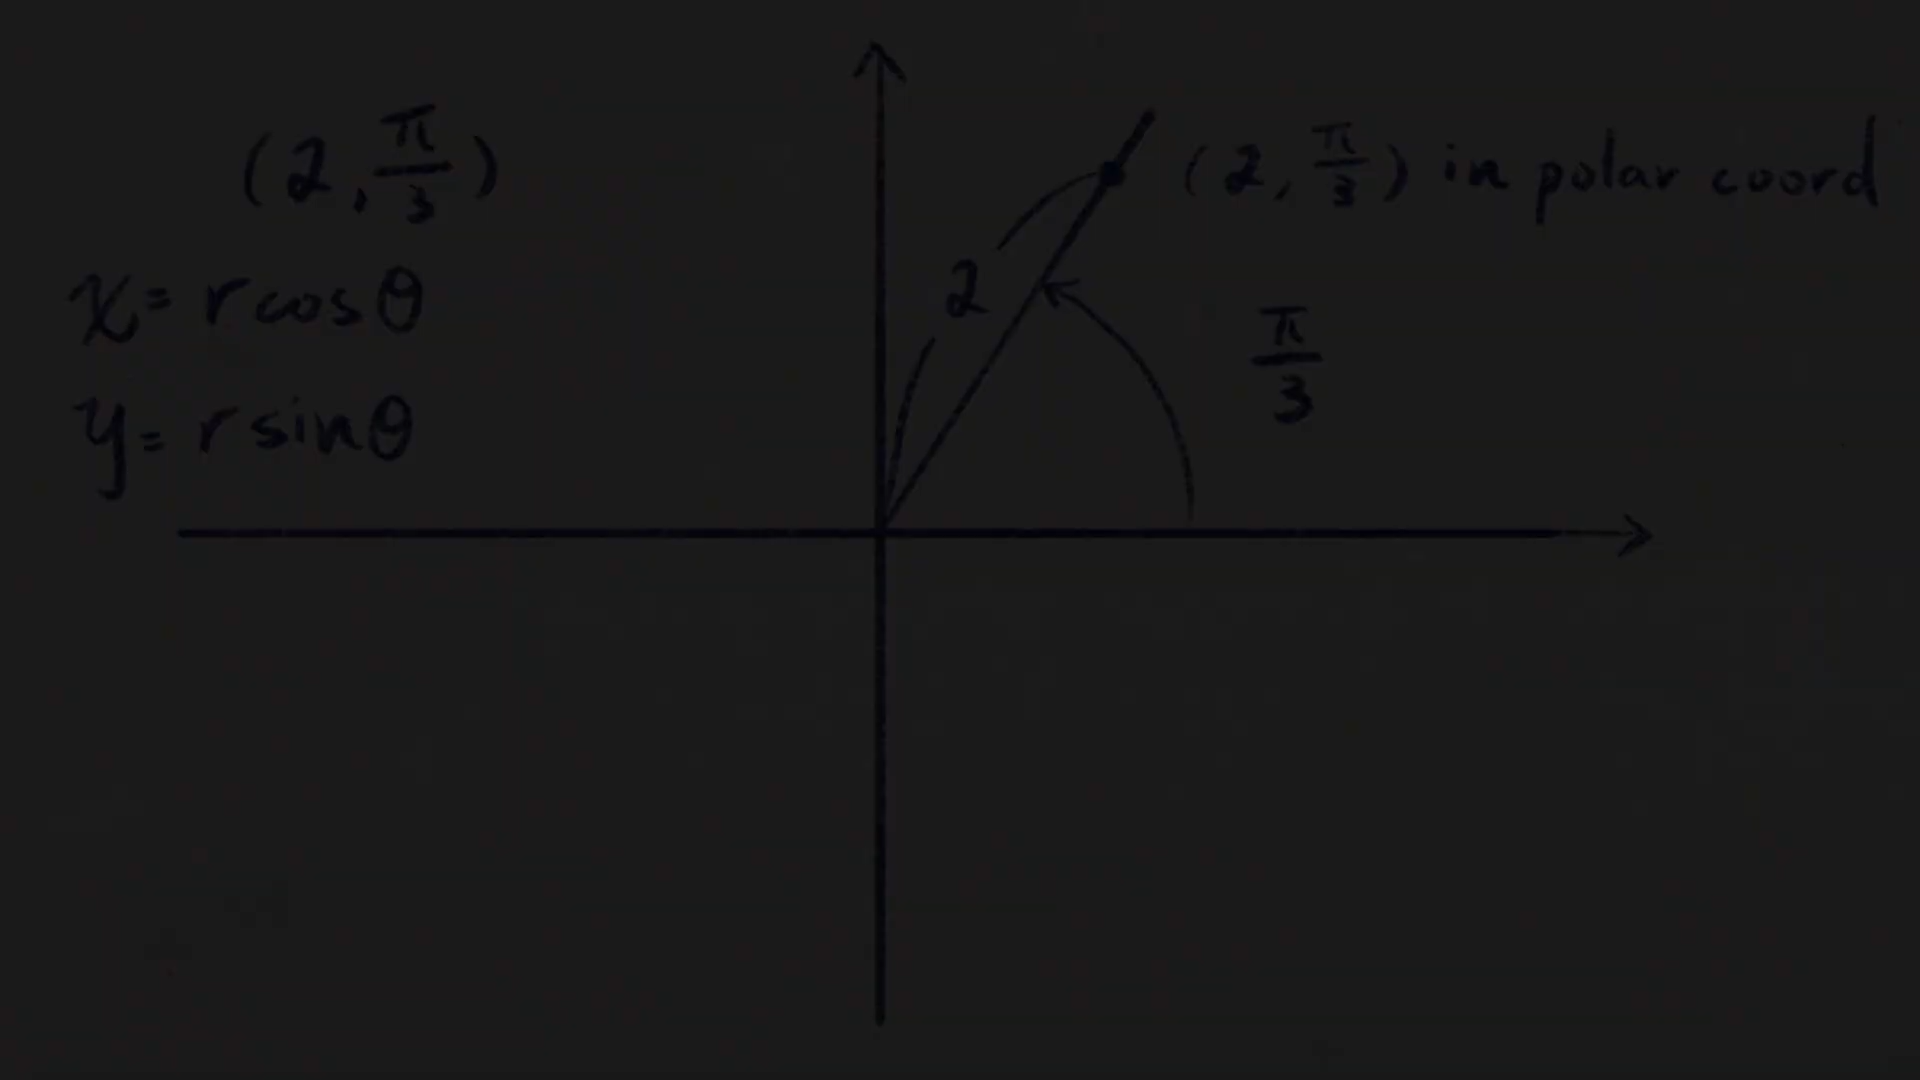 (2, π/3)
(2, π/3) in polar coord
x = r cos θ
2
π/3
y = r sin θ